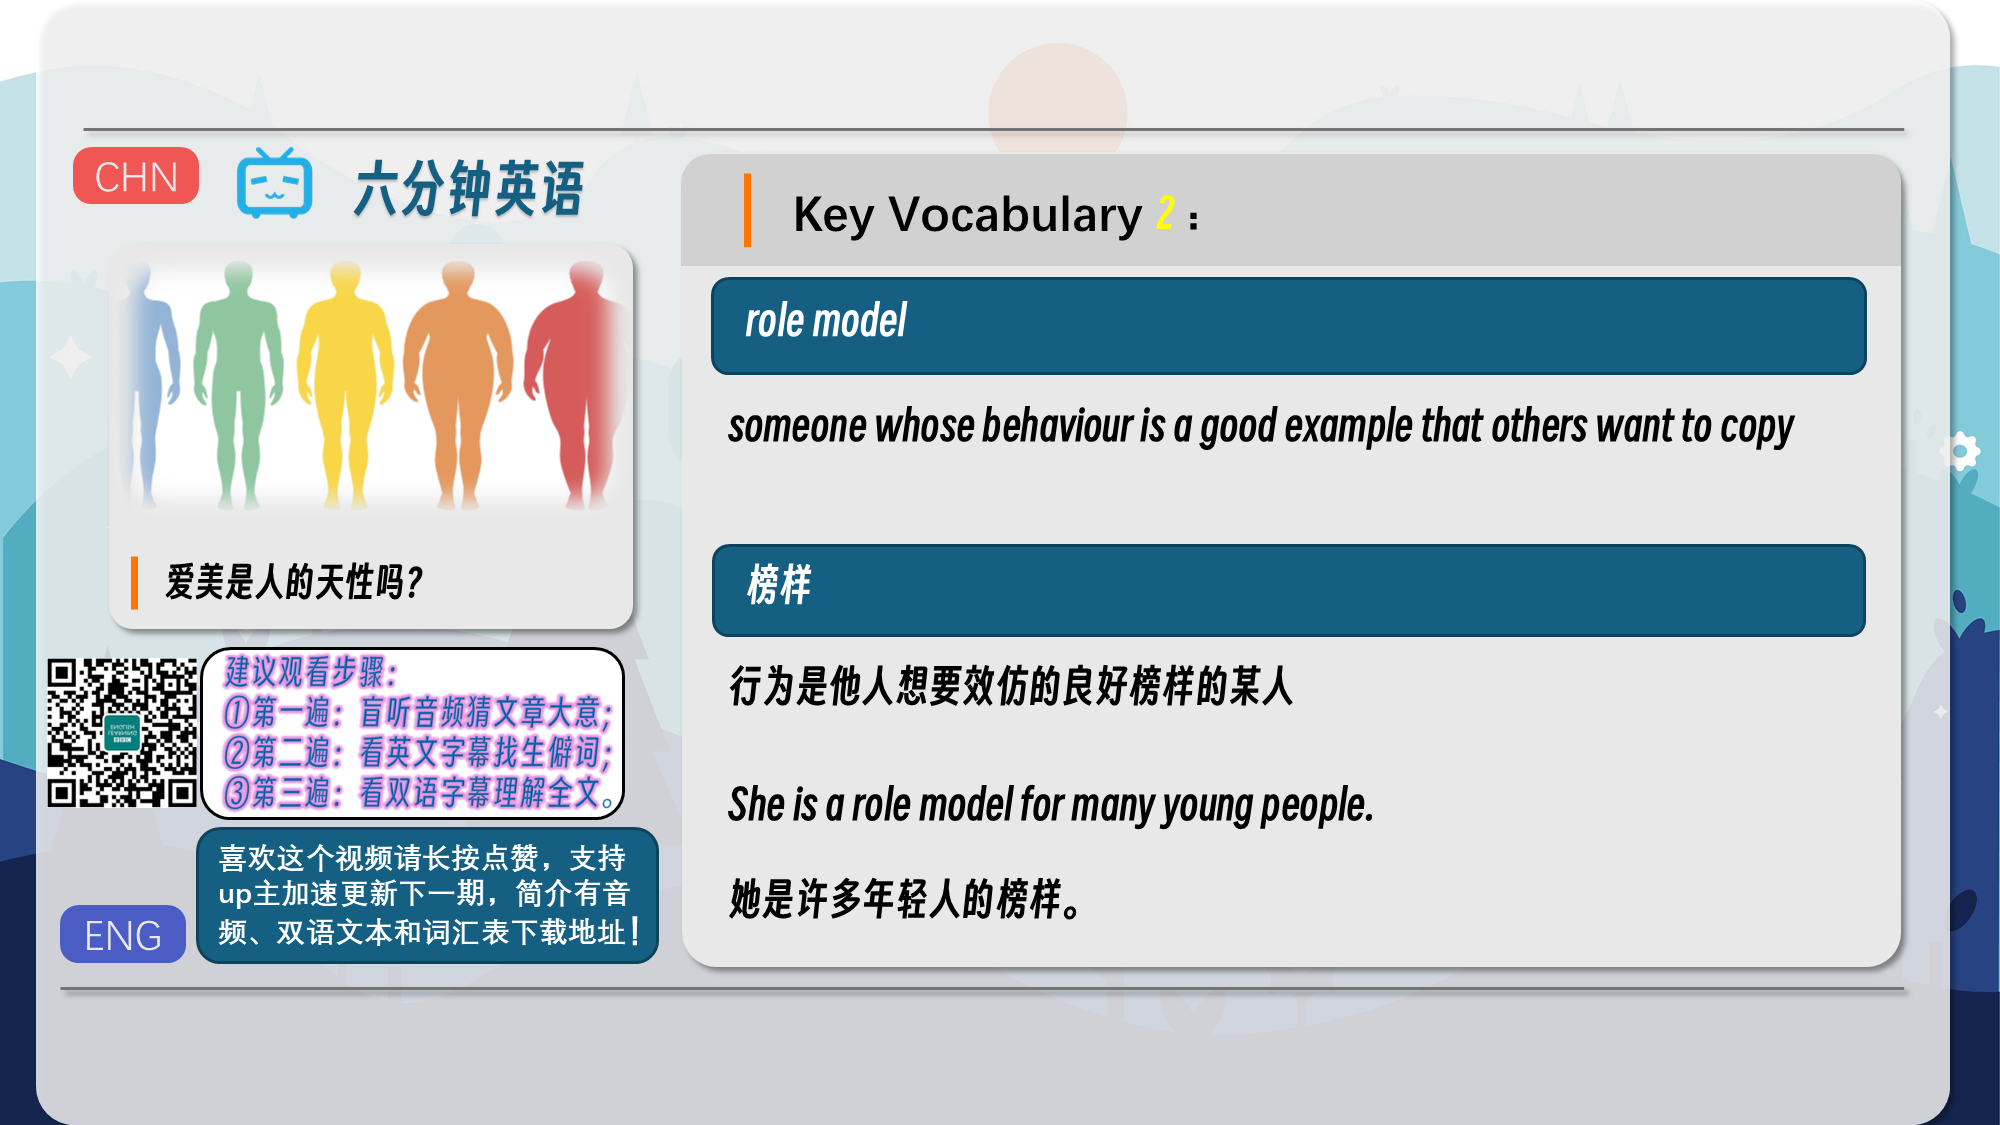 CHN
六分钟英语
爱美是人的天性吗?
建议观看步骤：
①第一遍：盲听音频猜文章大意；
②第二遍：看英文字幕找生僻词；
③第三遍：看双语字幕理解全文。
喜欢这个视频请长按点赞，支持
up主加速更新下一期，简介有音
频、双语文本和词汇表下载地址！
ENG
Key Vocabulary 2：
role model
someone whose behaviour is a good example that others want to copy
榜样
行为是他人想要效仿的良好榜样的某人
She is a role model for many young people.
她是许多年轻人的榜样。